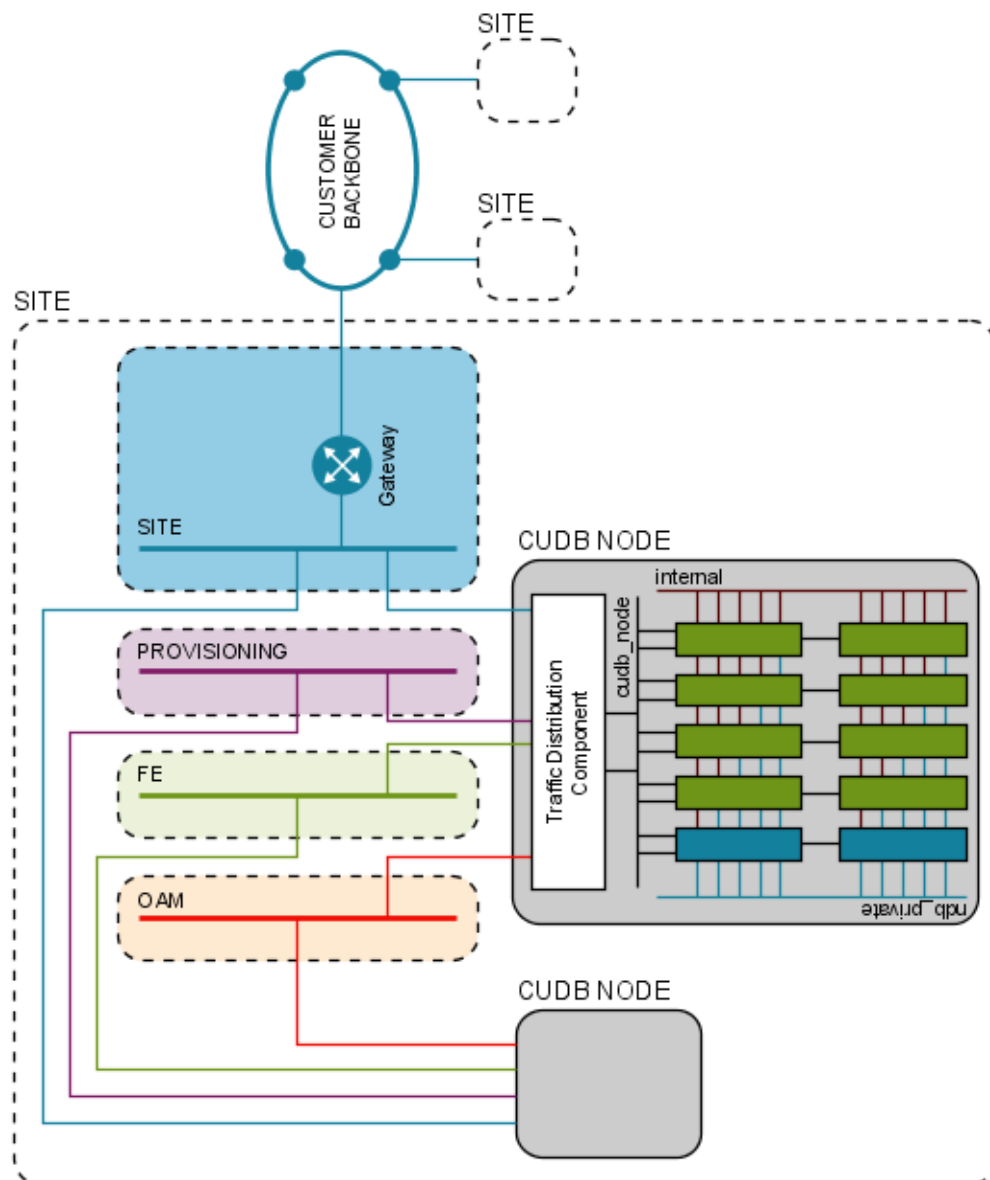 SITE
CUSTOMER
BACKBONE
SITE
SITE
Gateway
SITE
CUDB NODE
internal
cudb_node
PROVISIONING
Traffic Distribution
Component
FE
OAM
ndb_private
CUDB NODE